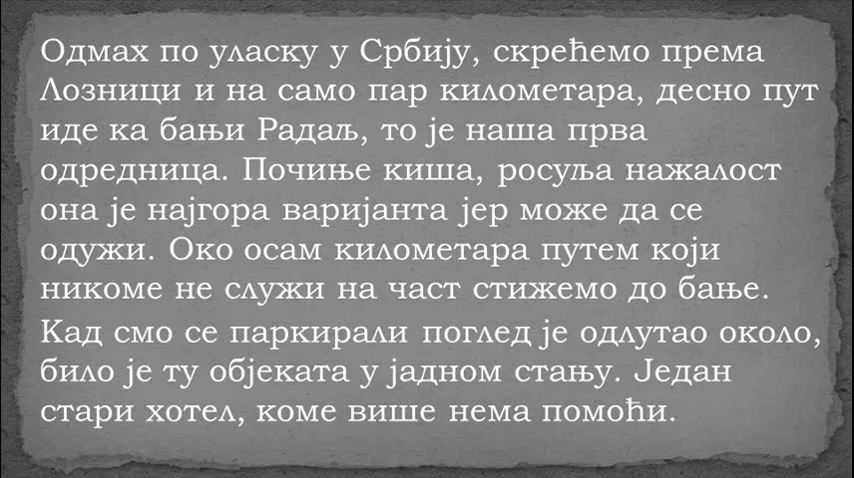 Одмах по уласку у Србију, скрећемо према
Лозници и на само пар километара, десно пут
иде ка бањи Радаљ, то је наша прва
одредница. Почиње киша, росуља нажалост
она је најгора варијанта јер може да се
одужи. Око осам километара путем који
никоме не служи на част стижемо до бање.
Кад смо се паркирали поглед је одлутао около,
било је ту објеката у јадном стању. Један
стари хотел, коме више нема помоћи.